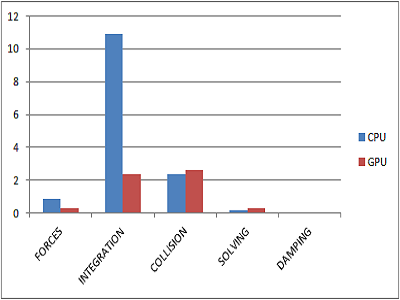 12
10
8
6
4
2
0
FORCES
INTEGRATION
COLLISION
SOLVING
DAMPING
CPU
GPU